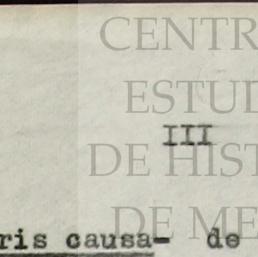 CENTR
ESTUD
III
DE HIST
DE ME
ris causa- de